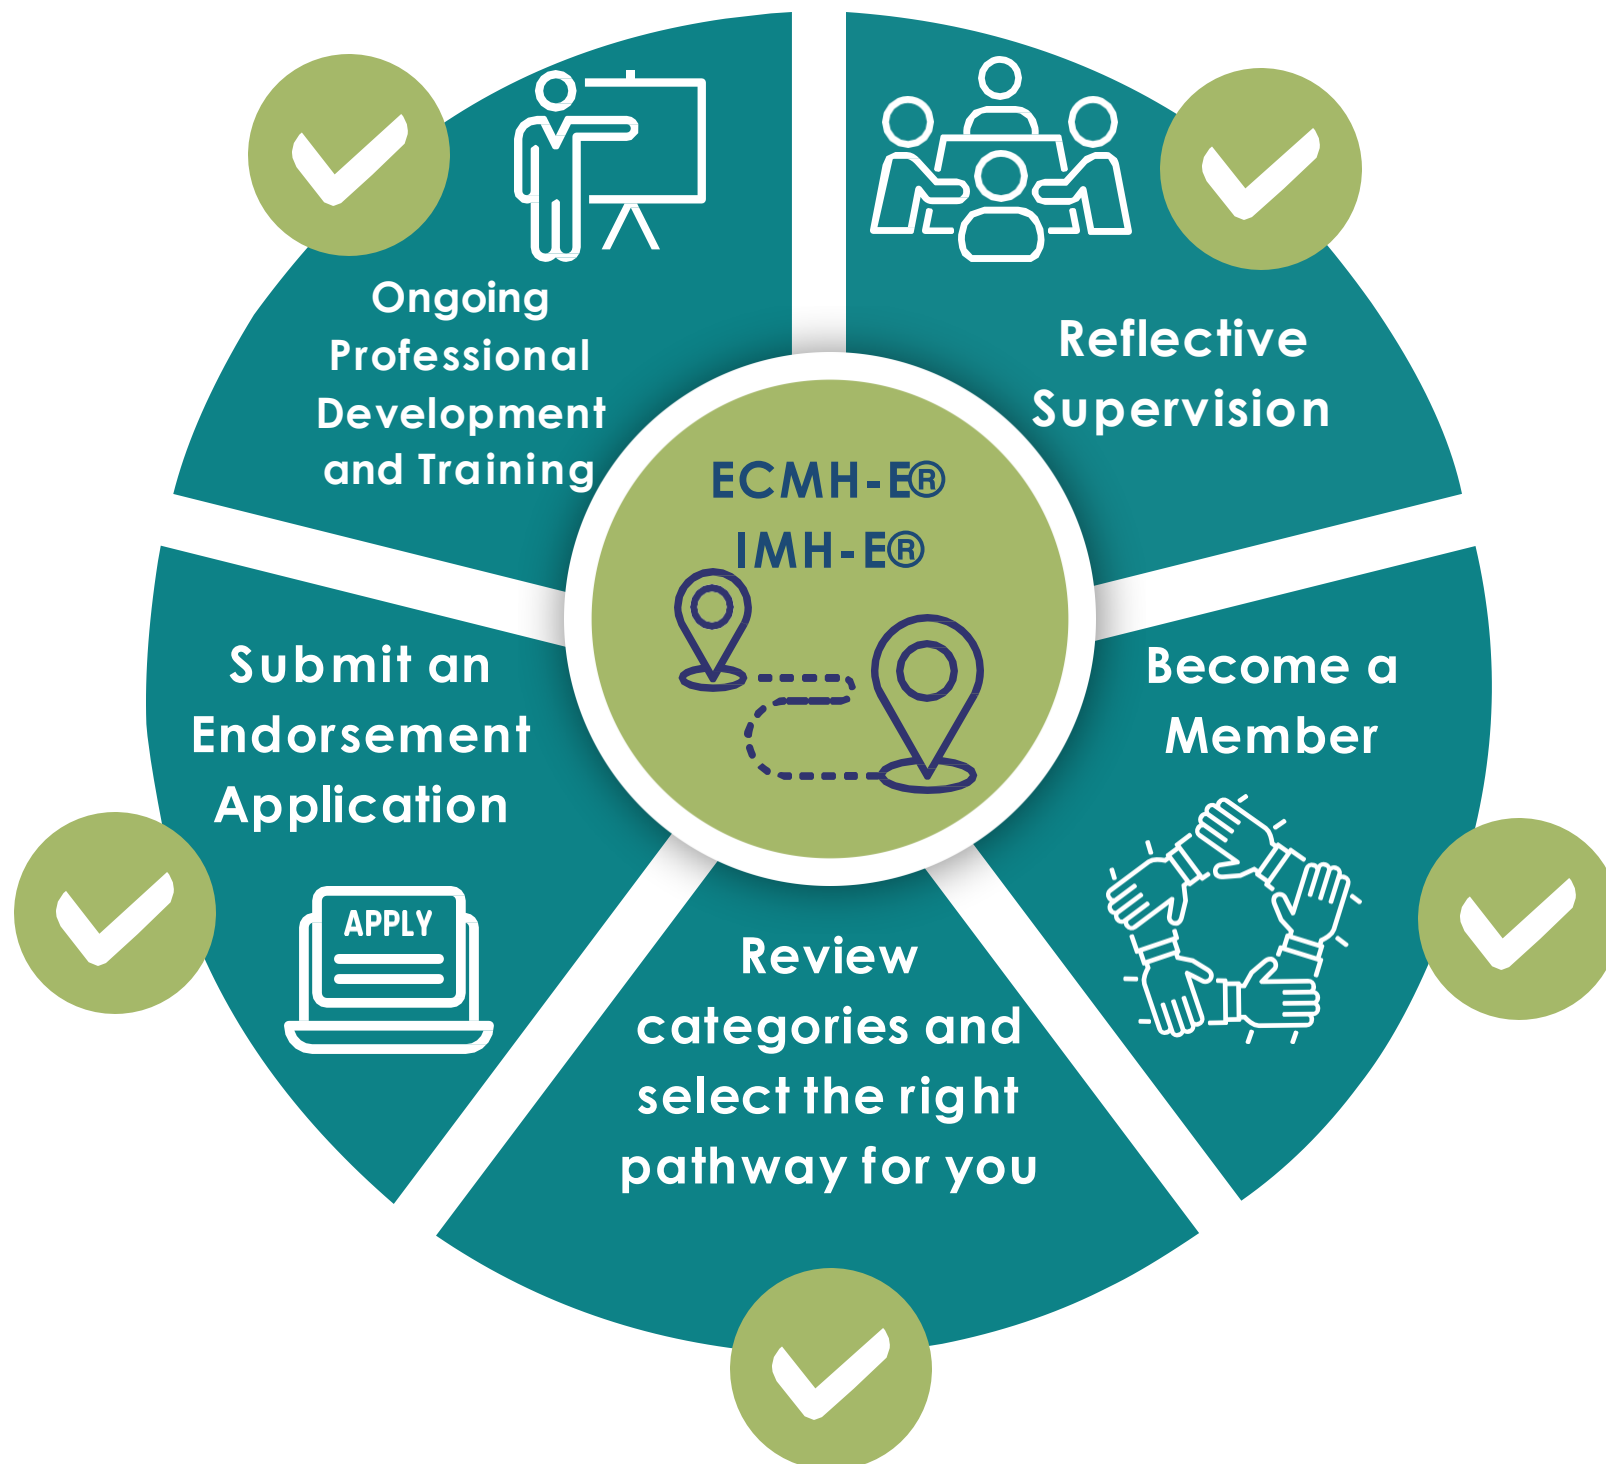 Ongoing
Professional
Development
and Training
Reflective
Supervision
ECMH-E®
IMH-E®
Submit an
Endorsement
Application
APPLY
Become a
Member
Review
categories and
select the right
pathway for you